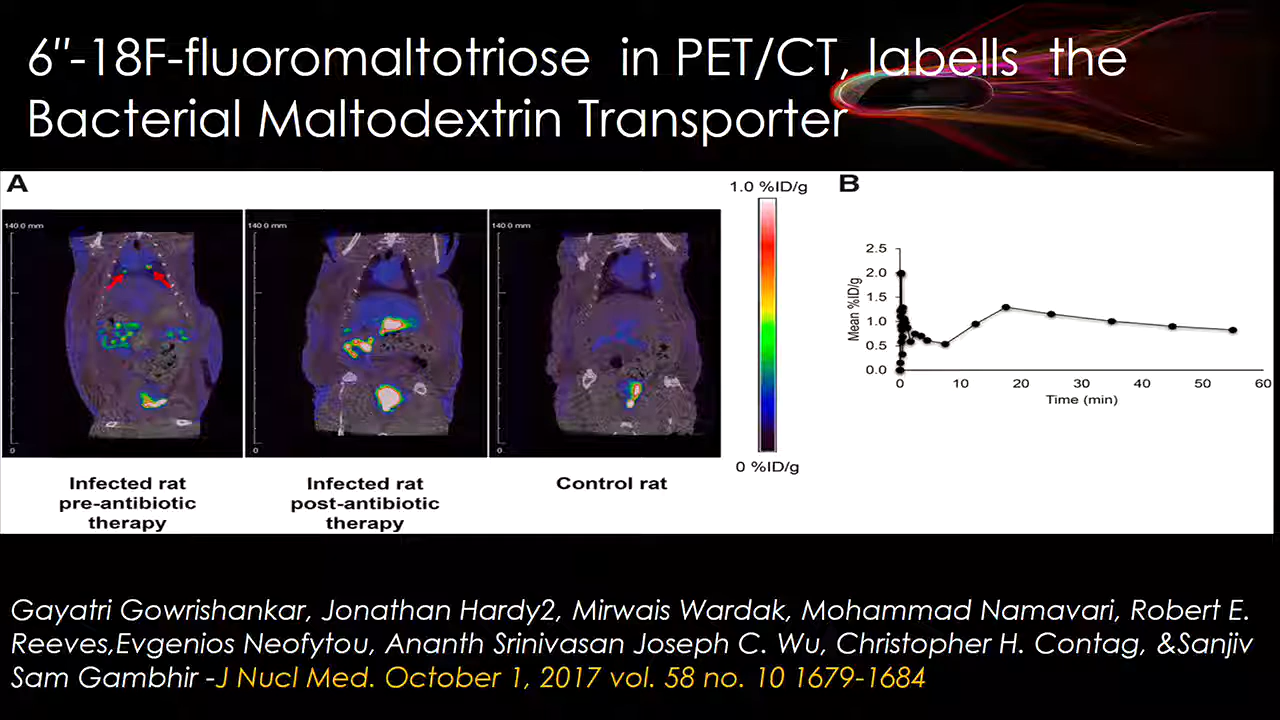 6″-18F-fluoromaltotriose in PET/CT, labells the
Bacterial Maltodextrin Transporter
A
1.0 %ID/g
B
140.0 mm
140.0 mm
140.0 mm
0
0
0
0 %ID/g
Infected rat
pre-antibiotic
therapy
Infected rat
post-antibiotic
therapy
Control rat
Mean %ID/g
2.5
2.0
1.5
1.0
0.5
0.0
0 10 20 30 40 50 60
Time (min)
Gayatri Gowrishankar, Jonathan Hardy2, Mirwais Wardak, Mohammad Namavari, Robert E.
Reeves,Evgenios Neofytou, Ananth Srinivasan Joseph C. Wu, Christopher H. Contag, &Sanjiv
Sam Gambhir -J Nucl Med. October 1, 2017 vol. 58 no. 10 1679-1684